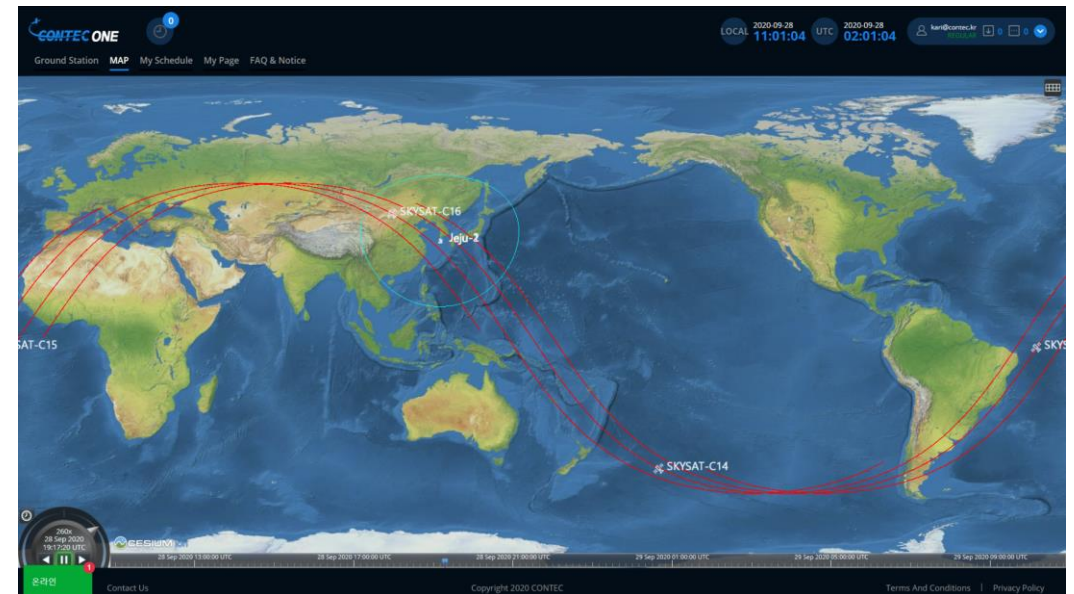 CONTEC ONE
0
LOCAL 2020-09-28 11:01:04 UTC 2020-09-28 02:01:04
kari@contec.kr
REGULAR
0 0
Ground Station MAP My Schedule My Page FAQ & Notice
SKYSAT-C16
Jeju-2
SAT-C15
SKYS
SKYSAT-C14
260x
28 Sep 2020
19:17:20 UTC
CESIUM
28 Sep 2020 13:00:00 UTC 28 Sep 2020 17:00:00 UTC 28 Sep 2020 21:00:00 UTC 29 Sep 2020 01:00:00 UTC 29 Sep 2020 05:00:00 UTC 29 Sep 2020 09:00:00 UTC
온라인
1
Contact Us Copyright 2020 CONTEC Terms And Conditions | Privacy Policy